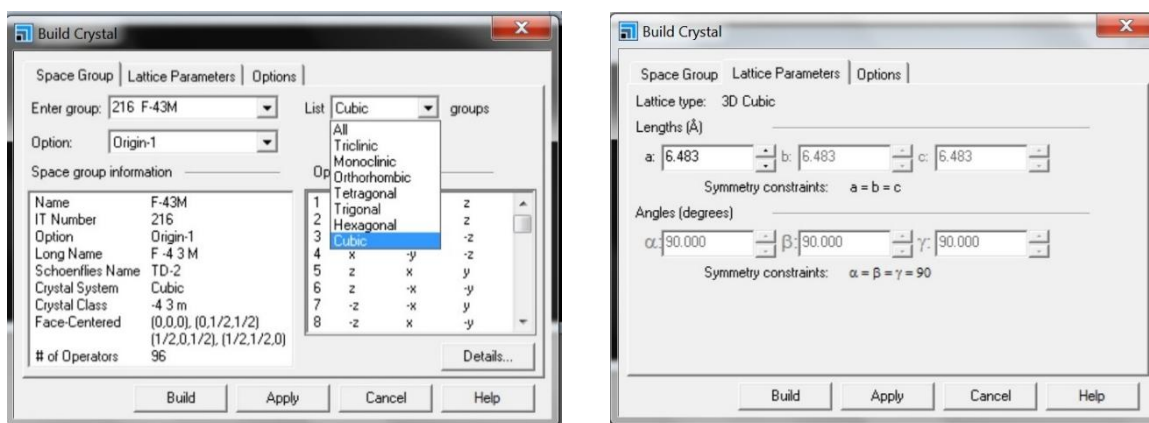 Build Crystal
Space Group Lattice Parameters Options
Enter group: 216 F-43M List Cubic groups
Option: Origin-1
All
Triclinic
Monoclinic
Orthorhombic
Tetragonal
Trigonal
Hexagonal
Cubic
Space group information Op
Name F-43M
IT Number 216
Option Origin-1
Long Name F -4 3 M
Schoenflies Name TD-2
Crystal System Cubic
Crystal Class -4 3 m
Face-Centered (0,0,0), (0,1/2,1/2)
(1/2,0,1/2), (1/2,1/2,0)
# of Operators 96
1 z
2 z
3 -z
4 x -y -z
5 z x y
6 z -x -y
7 -z -x y
8 -z x -y
Details...
Build Apply Cancel Help
Build Crystal
Space Group Lattice Parameters Options
Lattice type: 3D Cubic
Lengths (Å)
a: 6.483 b: 6.483 c: 6.483
Symmetry constraints: a = b = c
Angles (degrees)
α: 90.000 β: 90.000 γ: 90.000
Symmetry constraints: α = β = γ = 90
Build Apply Cancel Help